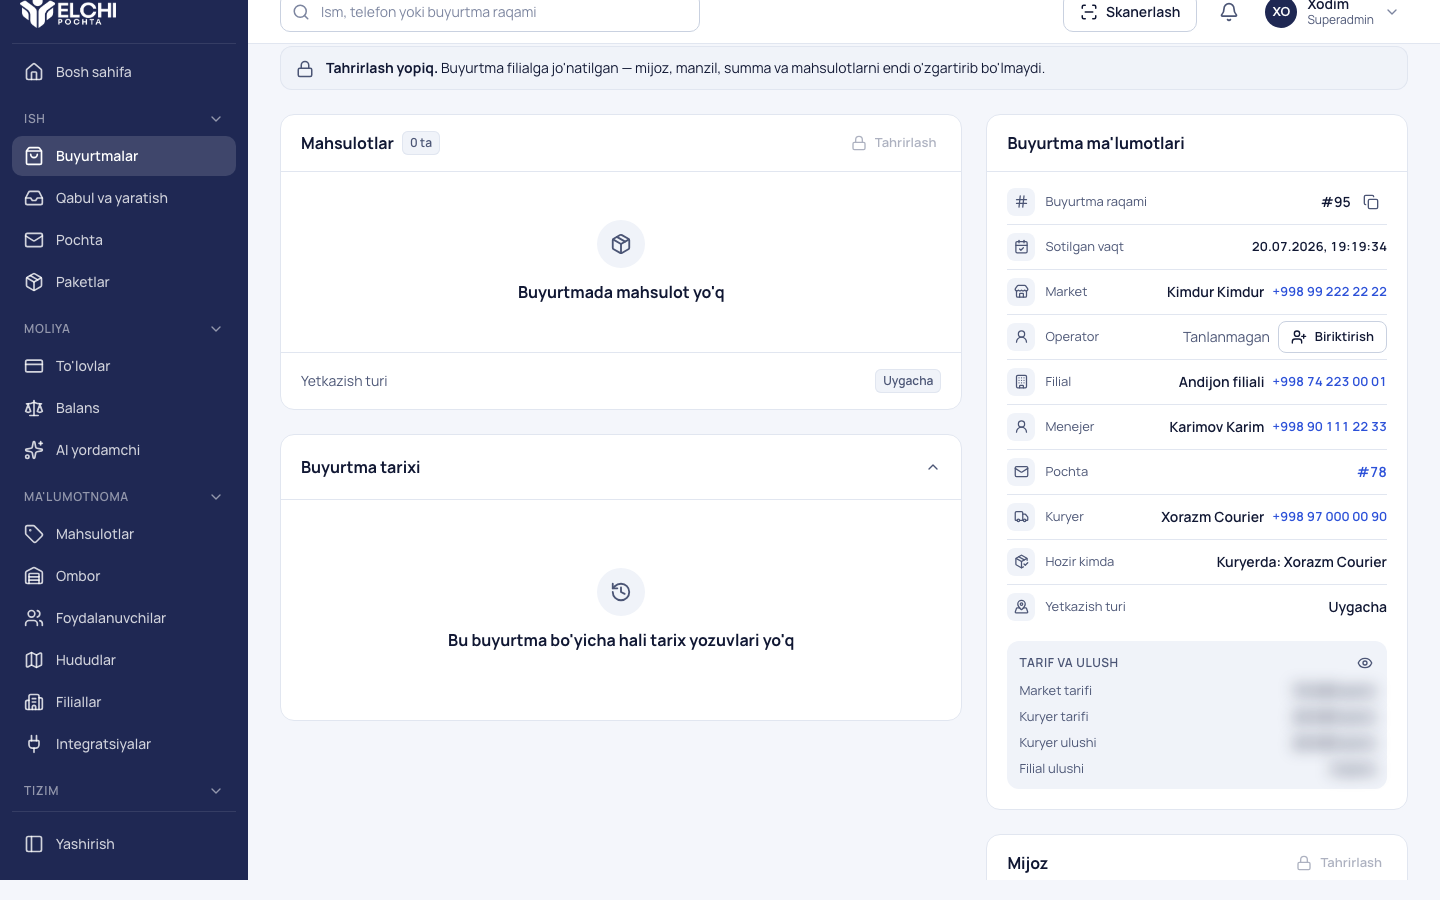 ELCHI
POCHTA
Ism, telefon yoki buyurtma raqami
Skanerlash
XO
Xodim
Superadmin
Bosh sahifa
ISH
Buyurtmalar
Qabul va yaratish
Pochta
Paketlar
MOLIYA
To'lovlar
Balans
AI yordamchi
MA'LUMOTNOMA
Mahsulotlar
Ombor
Foydalanuvchilar
Hududlar
Filiallar
Integratsiyalar
TIZIM
Yashirish
Tahrirlash yopiq. Buyurtma filialga jo'natilgan — mijoz, manzil, summa va mahsulotlarni endi o'zgartirib bo'lmaydi.
Mahsulotlar 0 ta Tahrirlash
Buyurtmada mahsulot yo'q
Yetkazish turi Uygacha
Buyurtma tarixi
Bu buyurtma bo'yicha hali tarix yozuvlari yo'q
Buyurtma ma'lumotlari
Buyurtma raqami #95
Sotilgan vaqt 20.07.2026, 19:19:34
Market Kimdur Kimdur +998 99 222 22 22
Operator Tanlanmagan Biriktirish
Filial Andijon filiali +998 74 223 00 01
Menejer Karimov Karim +998 90 111 22 33
Pochta #78
Kuryer Xorazm Courier +998 97 000 00 90
Hozir kimda Kuryerda: Xorazm Courier
Yetkazish turi Uygacha
TARIF VA ULUSH
Market tarifi
Kuryer tarifi
Kuryer ulushi
Filial ulushi
Mijoz Tahrirlash